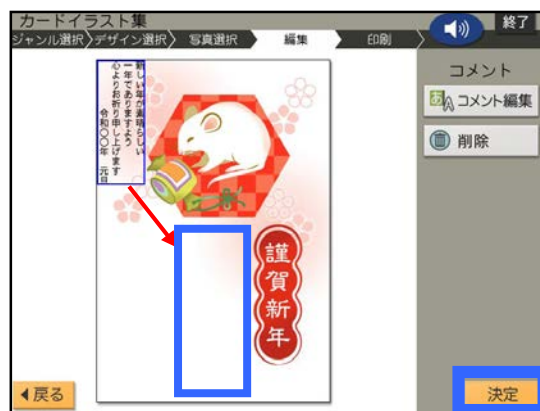 カードイラスト集
終了
ジャンル選択
デザイン選択
写真選択
編集
印刷
コメント
あA コメント編集
削除
新しい年が素晴らしい
一年でありますよう
心よりお祈り申し上げます
令和〇〇年 元旦
謹賀新年
戻る
決定